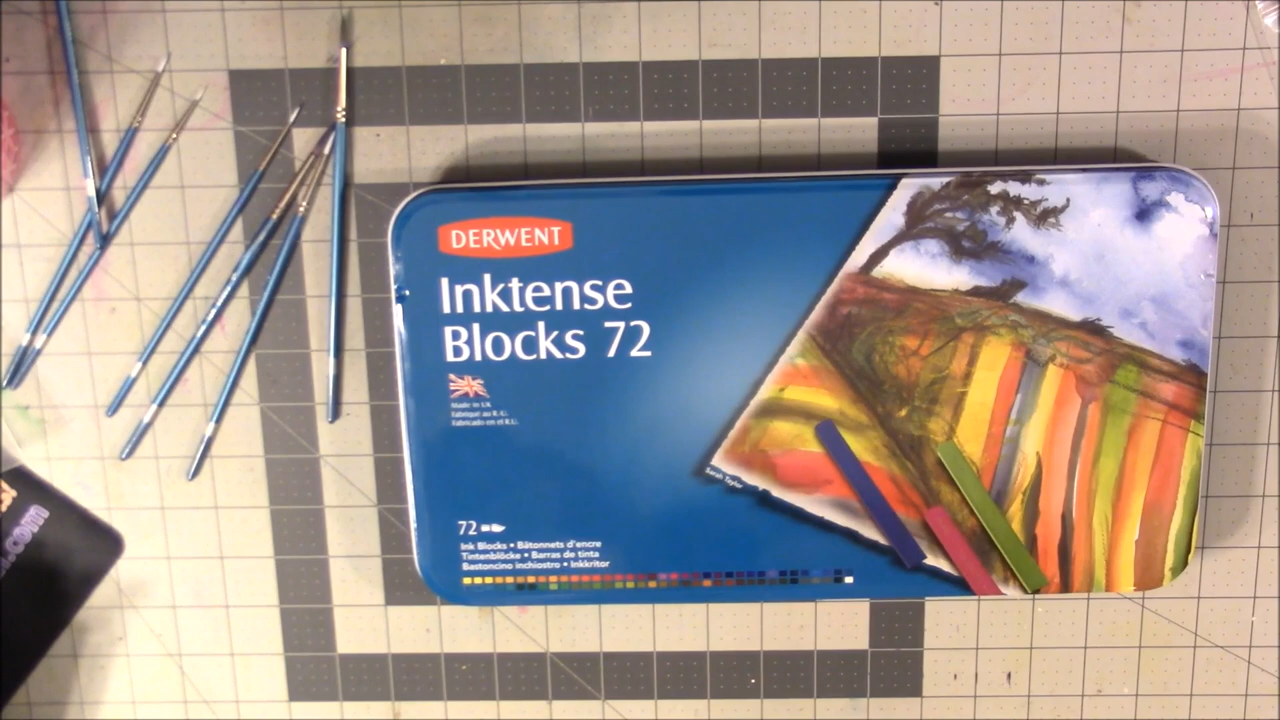 DERWENT
Inktense
Blocks 72
Made in UK
Fabriqué au R.-U.
Fabricado en el R.U.
Sarah Taylor
72
Ink Blocks • Bâtonnets d'encre
Tintenblöcke • Barras de tinta
Bastoncino inchiostro • Inkkritor
.com